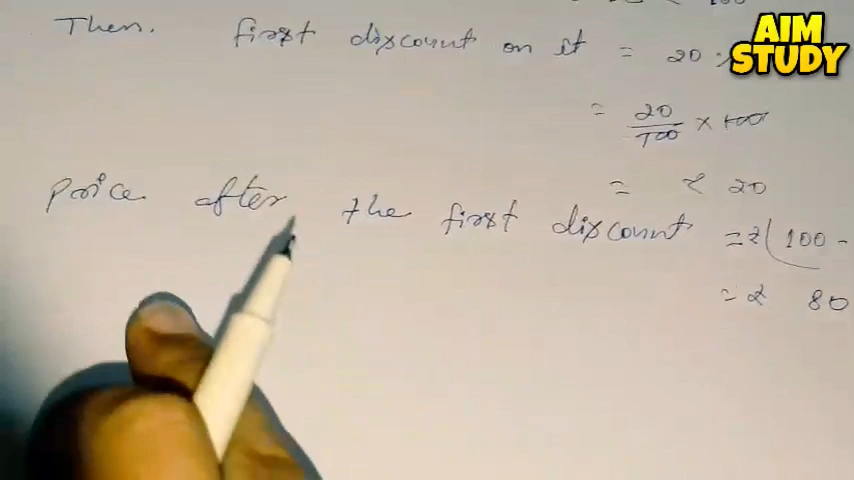 100
AIM
STUDY
Then. first discount on it = 20
= 20/100 × 100
= ₹ 20
Price after the first discount = ₹ (100 -
= ₹ 80